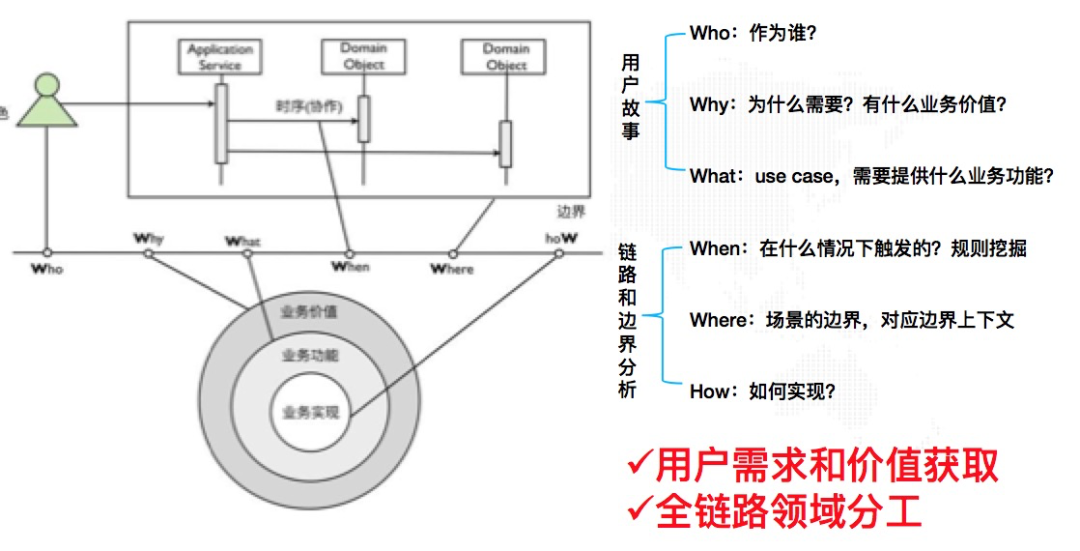 Application
Service
Domain
Object
Domain
Object
时序(协作)
色
边界
Who
Why
What
When
Where
hoW
业务价值
业务功能
业务实现
用户故事
Who：作为谁？
Why：为什么需要？有什么业务价值？
What：use case，需要提供什么业务功能？
链路和边界分析
When：在什么情况下触发的？规则挖掘
Where：场景的边界，对应边界上下文
How：如何实现？
✓用户需求和价值获取
✓全链路领域分工